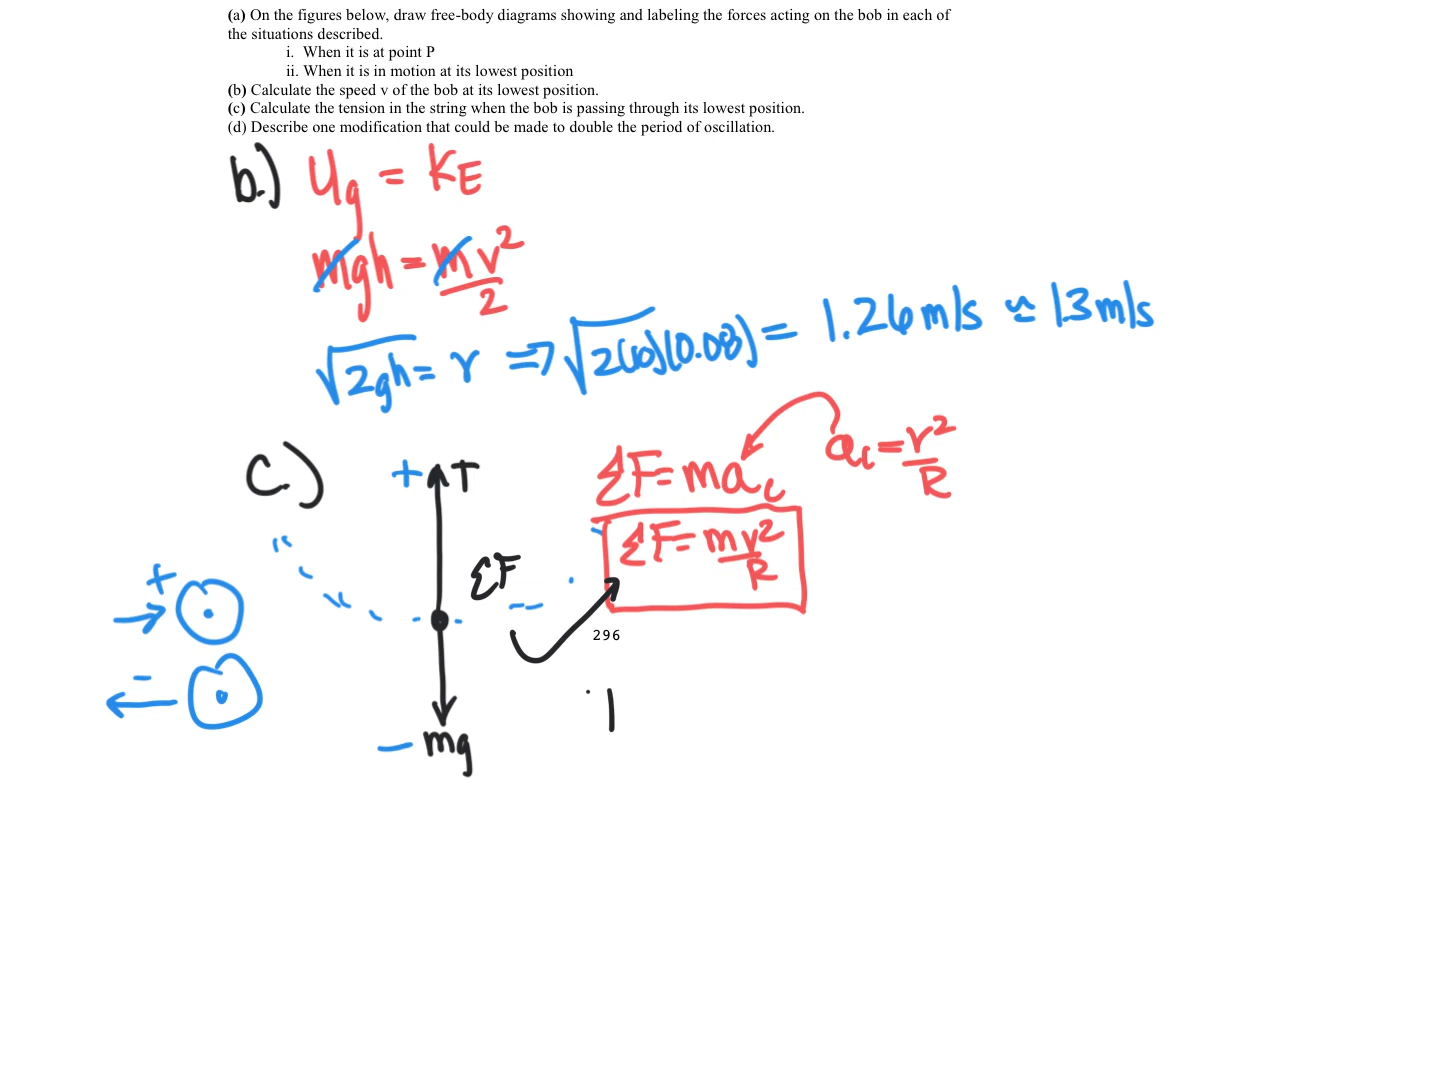 (a) On the figures below, draw free-body diagrams showing and labeling the forces acting on the bob in each of
the situations described.
i. When it is at point P
ii. When it is in motion at its lowest position
(b) Calculate the speed v of the bob at its lowest position.
(c) Calculate the tension in the string when the bob is passing through its lowest position.
(d) Describe one modification that could be made to double the period of oscillation.
b.) Ug = KE
mgh = mv²/2
√2gh = v ⇒ √2(10)(0.08) = 1.26 m/s ≈ 1.3 m/s
c.) + T ΣF = mac ac = v²/R
ΣF ΣF = mv²/R
+
296
-
- mg